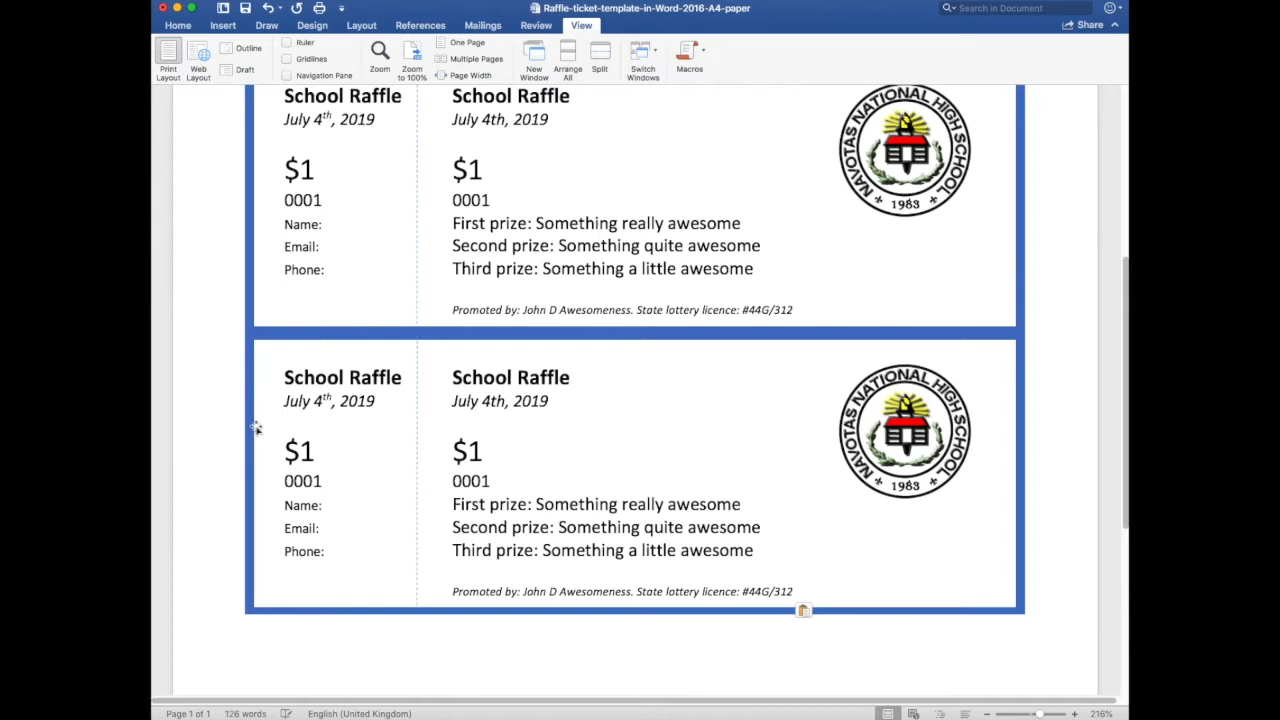 Raffle-ticket-template-in-Word-2016-A4-paper
Search in Document
Home Insert Draw Design Layout References Mailings Review View
Share
Print Layout
Web Layout
Outline
Draft
Ruler
Gridlines
Navigation Pane
Zoom
Zoom to 100%
One Page
Multiple Pages
Page Width
New Window
Arrange All
Split
Switch Windows
Macros
School Raffle
July 4th, 2019
$1
0001
Name:
Email:
Phone:
School Raffle
July 4th, 2019
$1
0001
First prize: Something really awesome
Second prize: Something quite awesome
Third prize: Something a little awesome
Promoted by: John D Awesomeness. State lottery licence: #44G/312
NAVOTAS NATIONAL HIGH SCHOOL
1983
School Raffle
July 4th, 2019
$1
0001
Name:
Email:
Phone:
School Raffle
July 4th, 2019
$1
0001
First prize: Something really awesome
Second prize: Something quite awesome
Third prize: Something a little awesome
Promoted by: John D Awesomeness. State lottery licence: #44G/312
NAVOTAS NATIONAL HIGH SCHOOL
1983
Page 1 of 1 126 words English (United Kingdom) 216%